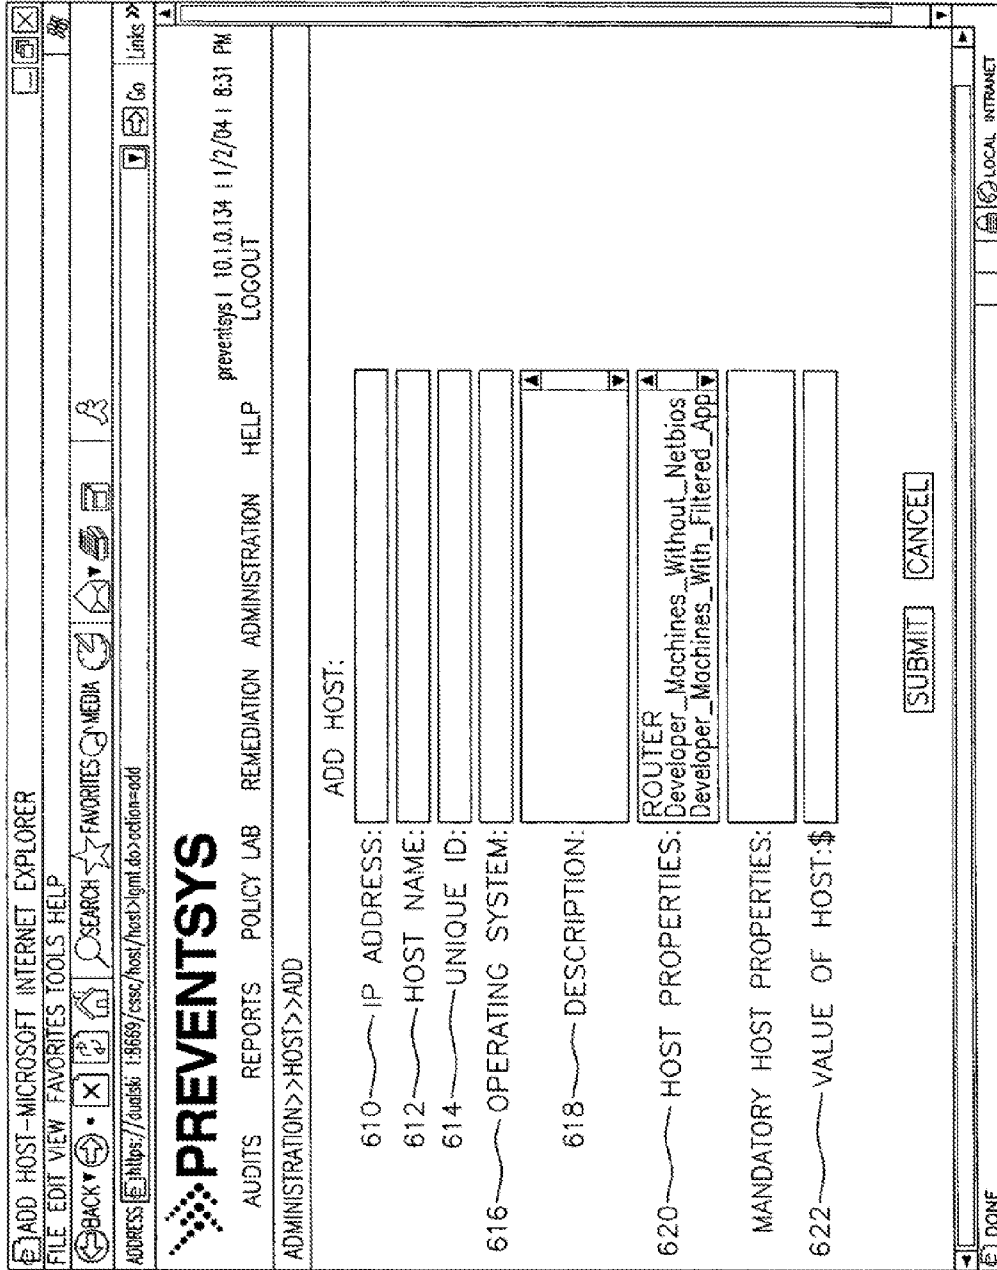 ADD HOST-MICROSOFT INTERNET EXPLORER
FILE EDIT VIEW FAVORITES TOOLS HELP
BACK SEARCH FAVORITES MEDIA
ADDRESS https://dualski 1:8669/cssc/host/host>lgmt.do>action=add Go Links »
PREVENTSYS
preventsys | 10.1.0.134 | 1/2/04 | 8:31 PM
AUDITS REPORTS POLICY LAB REMEDIATION ADMINISTRATION HELP LOGOUT
ADMINISTRATION>>HOST>>ADD
ADD HOST:
610 IP ADDRESS:
612 HOST NAME:
614 UNIQUE ID:
616 OPERATING SYSTEM:
618 DESCRIPTION:
620 HOST PROPERTIES: ROUTER
Developer_Machines_Without_Netbios
Developer_Machines_With_Filtered_App
MANDATORY HOST PROPERTIES:
622 VALUE OF HOST:$
SUBMIT CANCEL
DONE LOCAL INTRANET